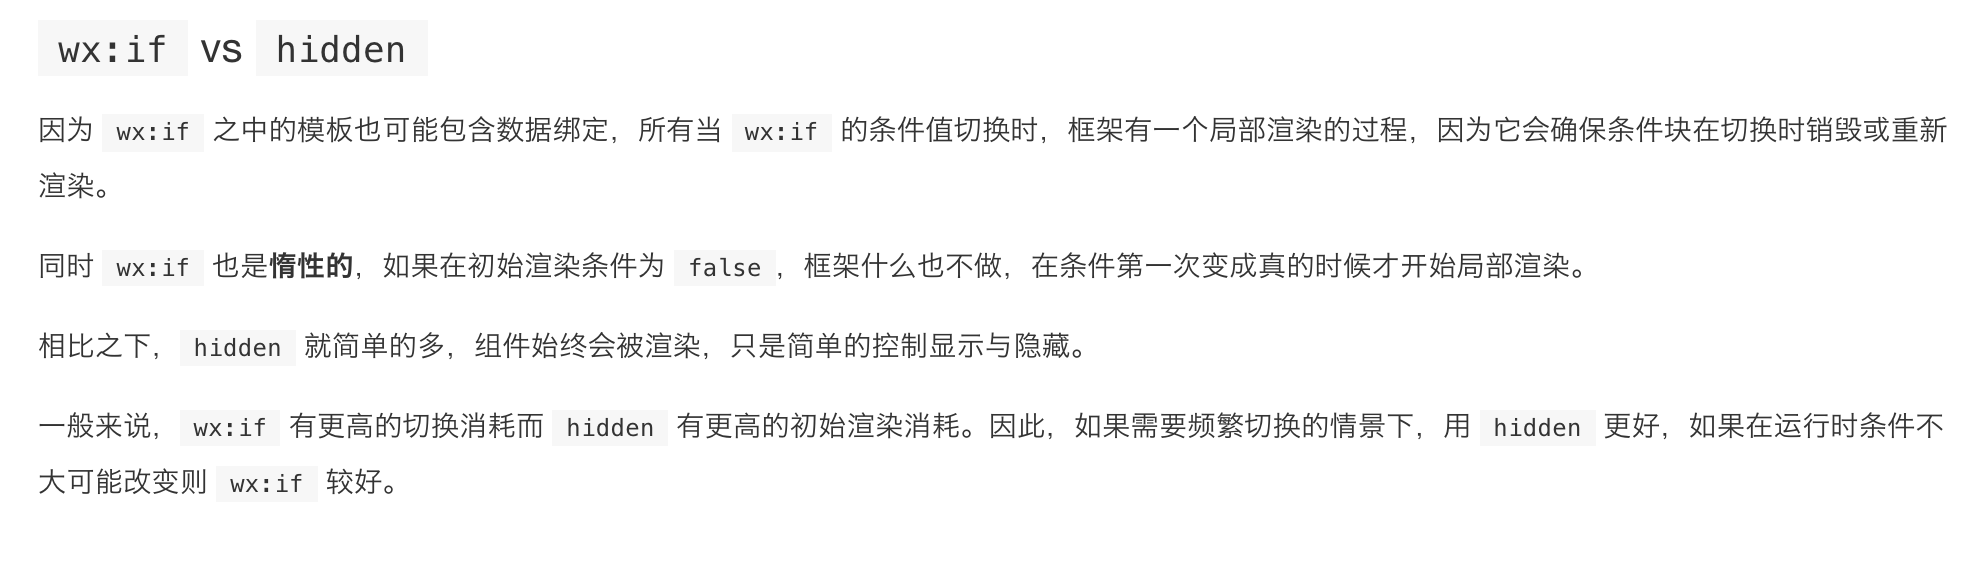 wx:if vs hidden
因为 wx:if 之中的模板也可能包含数据绑定，所有当 wx:if 的条件值切换时，框架有一个局部渲染的过程，因为它会确保条件块在切换时销毁或重新
渲染。
同时 wx:if 也是惰性的，如果在初始渲染条件为 false ，框架什么也不做，在条件第一次变成真的时候才开始局部渲染。
相比之下， hidden 就简单的多，组件始终会被渲染，只是简单的控制显示与隐藏。
一般来说， wx:if 有更高的切换消耗而 hidden 有更高的初始渲染消耗。因此，如果需要频繁切换的情景下，用 hidden 更好，如果在运行时条件不
大可能改变则 wx:if 较好。